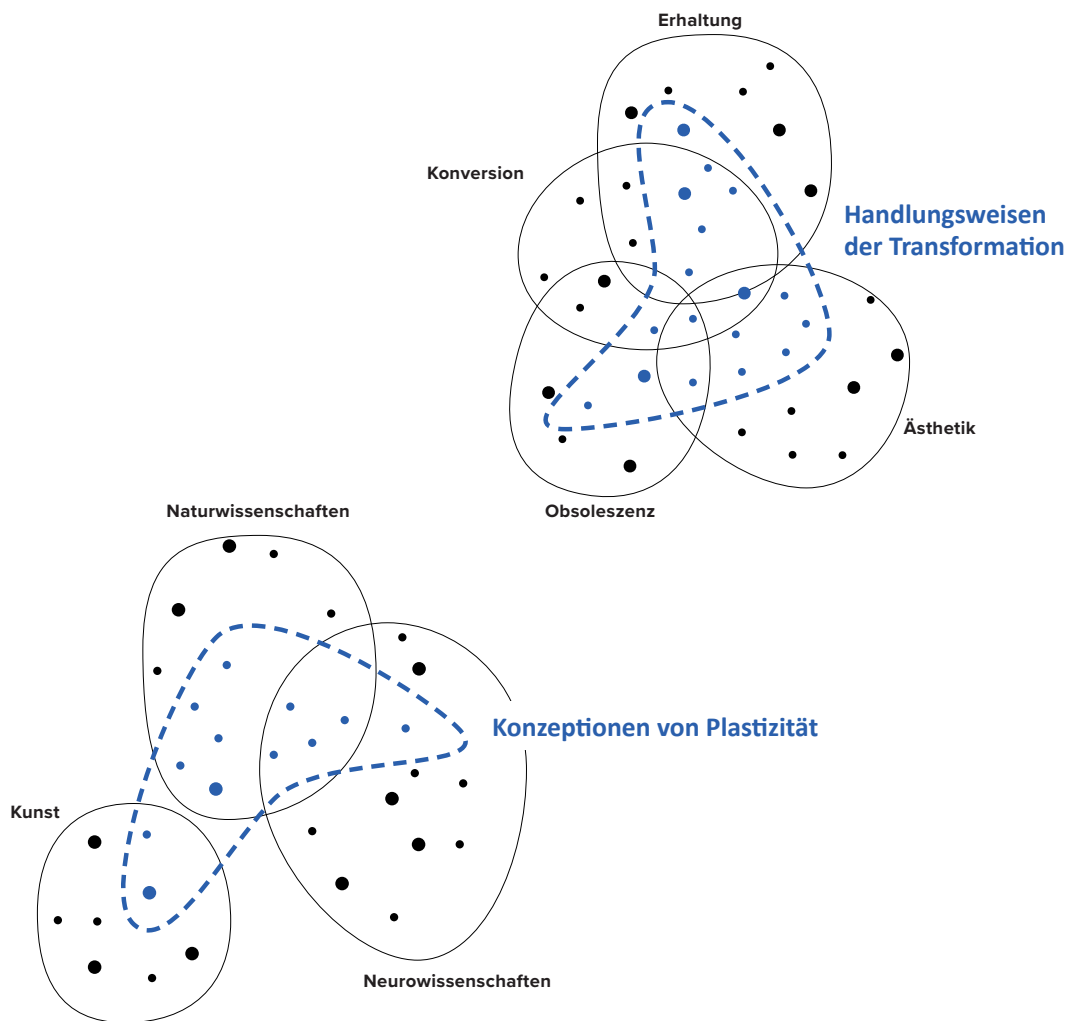 Erhaltung
Konversion
Handlungsweisen
der Transformation
Ästhetik
Obsoleszenz
Naturwissenschaften
Konzeptionen von Plastizität
Kunst
Neurowissenschaften